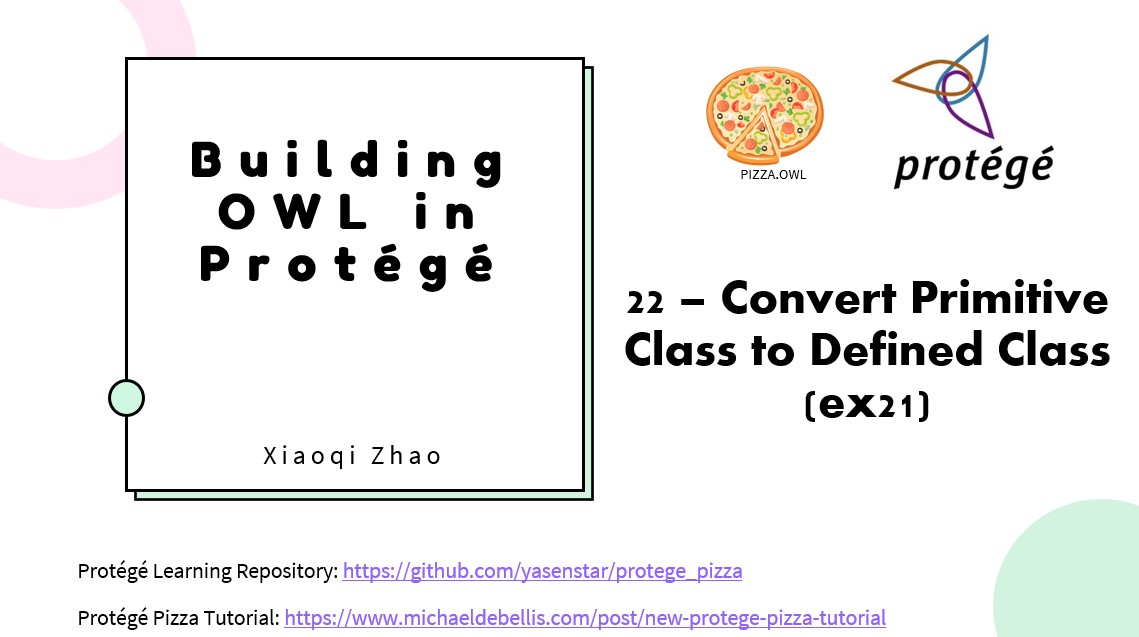 Building
OWL in
Protégé
Xiaoqi Zhao
PIZZA.OWL
protégé
22 – Convert Primitive
Class to Defined Class
(ex21)
Protégé Learning Repository: https://github.com/yasenstar/protege_pizza
Protégé Pizza Tutorial: https://www.michaeldebellis.com/post/new-protege-pizza-tutorial